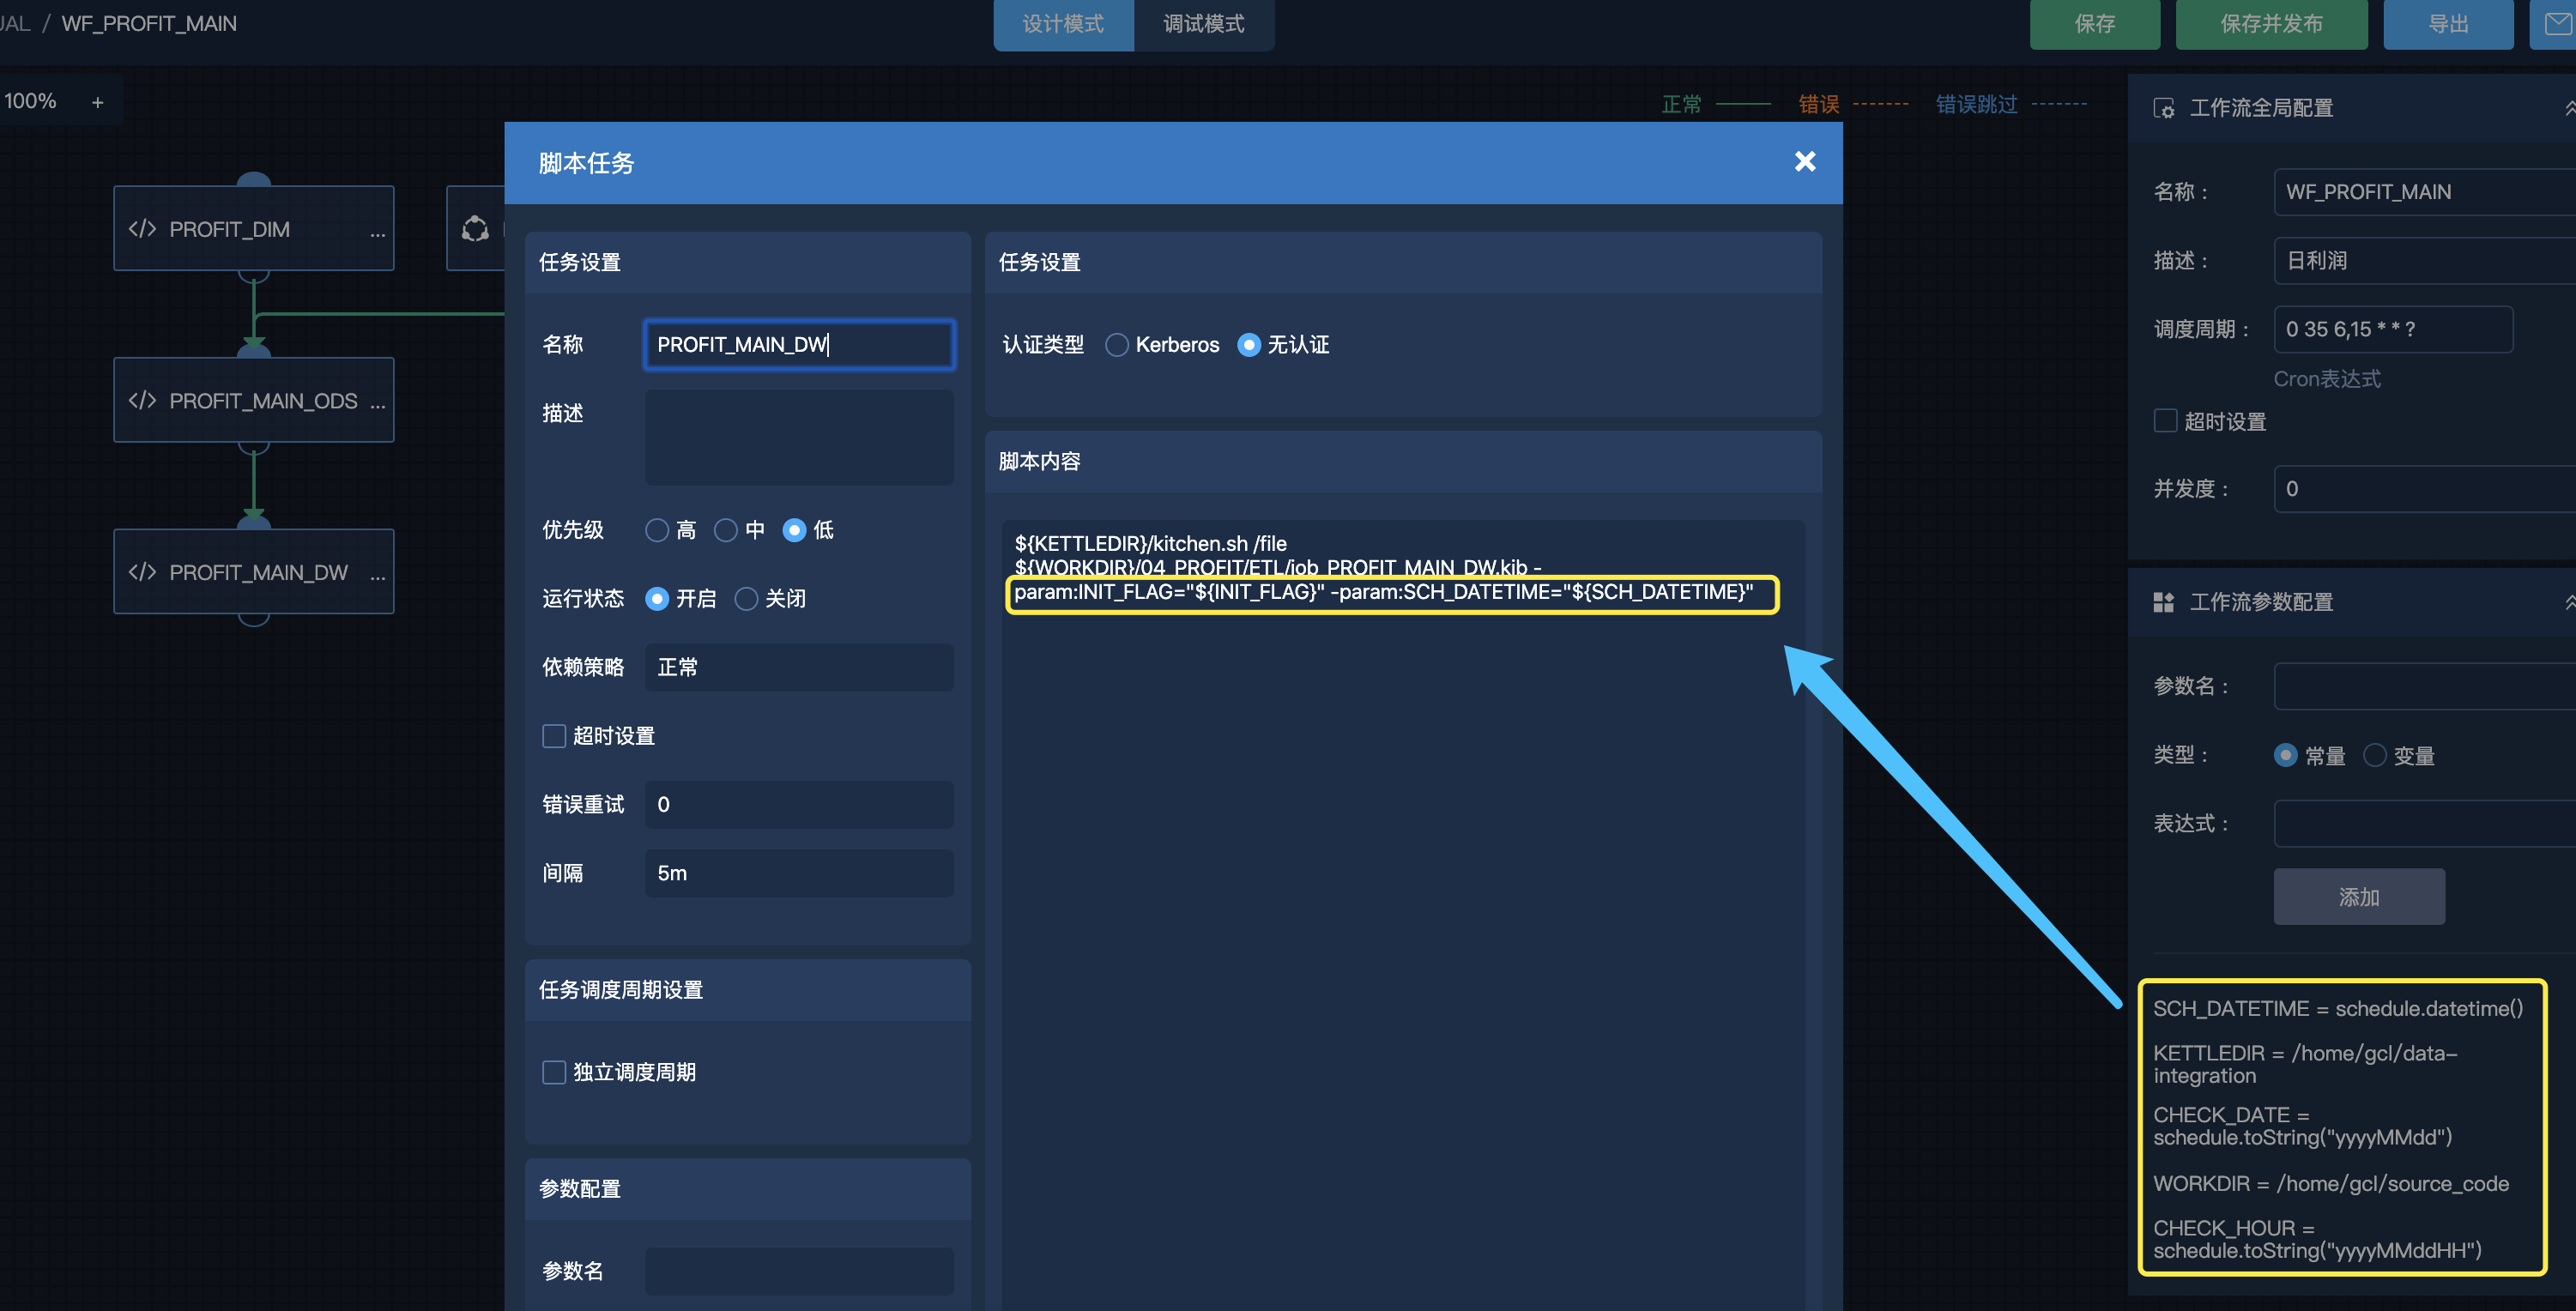 UAL / WF_PROFIT_MAIN
设计模式
调试模式
保存
保存并发布
导出
100% +
正常
错误
错误跳过
PROFIT_DIM ...
PROFIT_MAIN_ODS ...
PROFIT_MAIN_DW ...
脚本任务
任务设置
名称 PROFIT_MAIN_DW
描述
优先级 高 中 低
运行状态 开启 关闭
依赖策略 正常
超时设置
错误重试 0
间隔 5m
任务调度周期设置
独立调度周期
参数配置
参数名
任务设置
认证类型 Kerberos 无认证
脚本内容
${KETTLEDIR}/kitchen.sh /file
${WORKDIR}/04_PROFIT/ETL/job_PROFIT_MAIN_DW.kjb -
param:INIT_FLAG="${INIT_FLAG}" -param:SCH_DATETIME="${SCH_DATETIME}"
工作流全局配置
名称： WF_PROFIT_MAIN
描述： 日利润
调度周期： 0 35 6,15 * * ?
Cron表达式
超时设置
并发度： 0
工作流参数配置
参数名：
类型： 常量 变量
表达式：
添加
SCH_DATETIME = schedule.datetime()
KETTLEDIR = /home/gcl/data-
integration
CHECK_DATE =
schedule.toString("yyyyMMdd")
WORKDIR = /home/gcl/source_code
CHECK_HOUR =
schedule.toString("yyyyMMddHH")